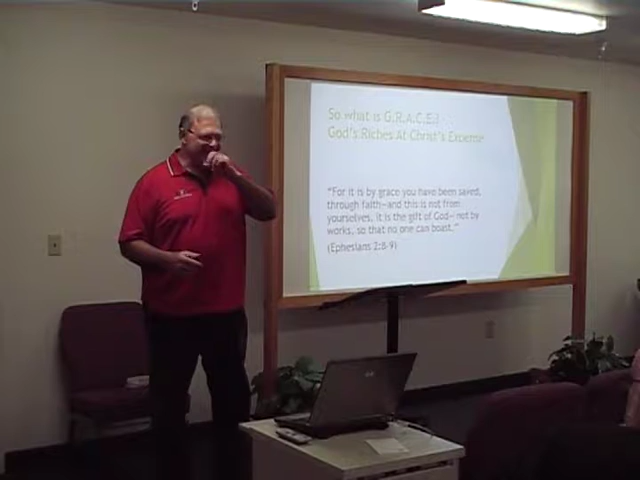 So what is G.R.A.C.E.?
God's Riches At Christ's Expense
"For it is by grace you have been saved,
through faith—and this is not from
yourselves, it is the gift of God— not by
works, so that no one can boast."
(Ephesians 2:8-9)